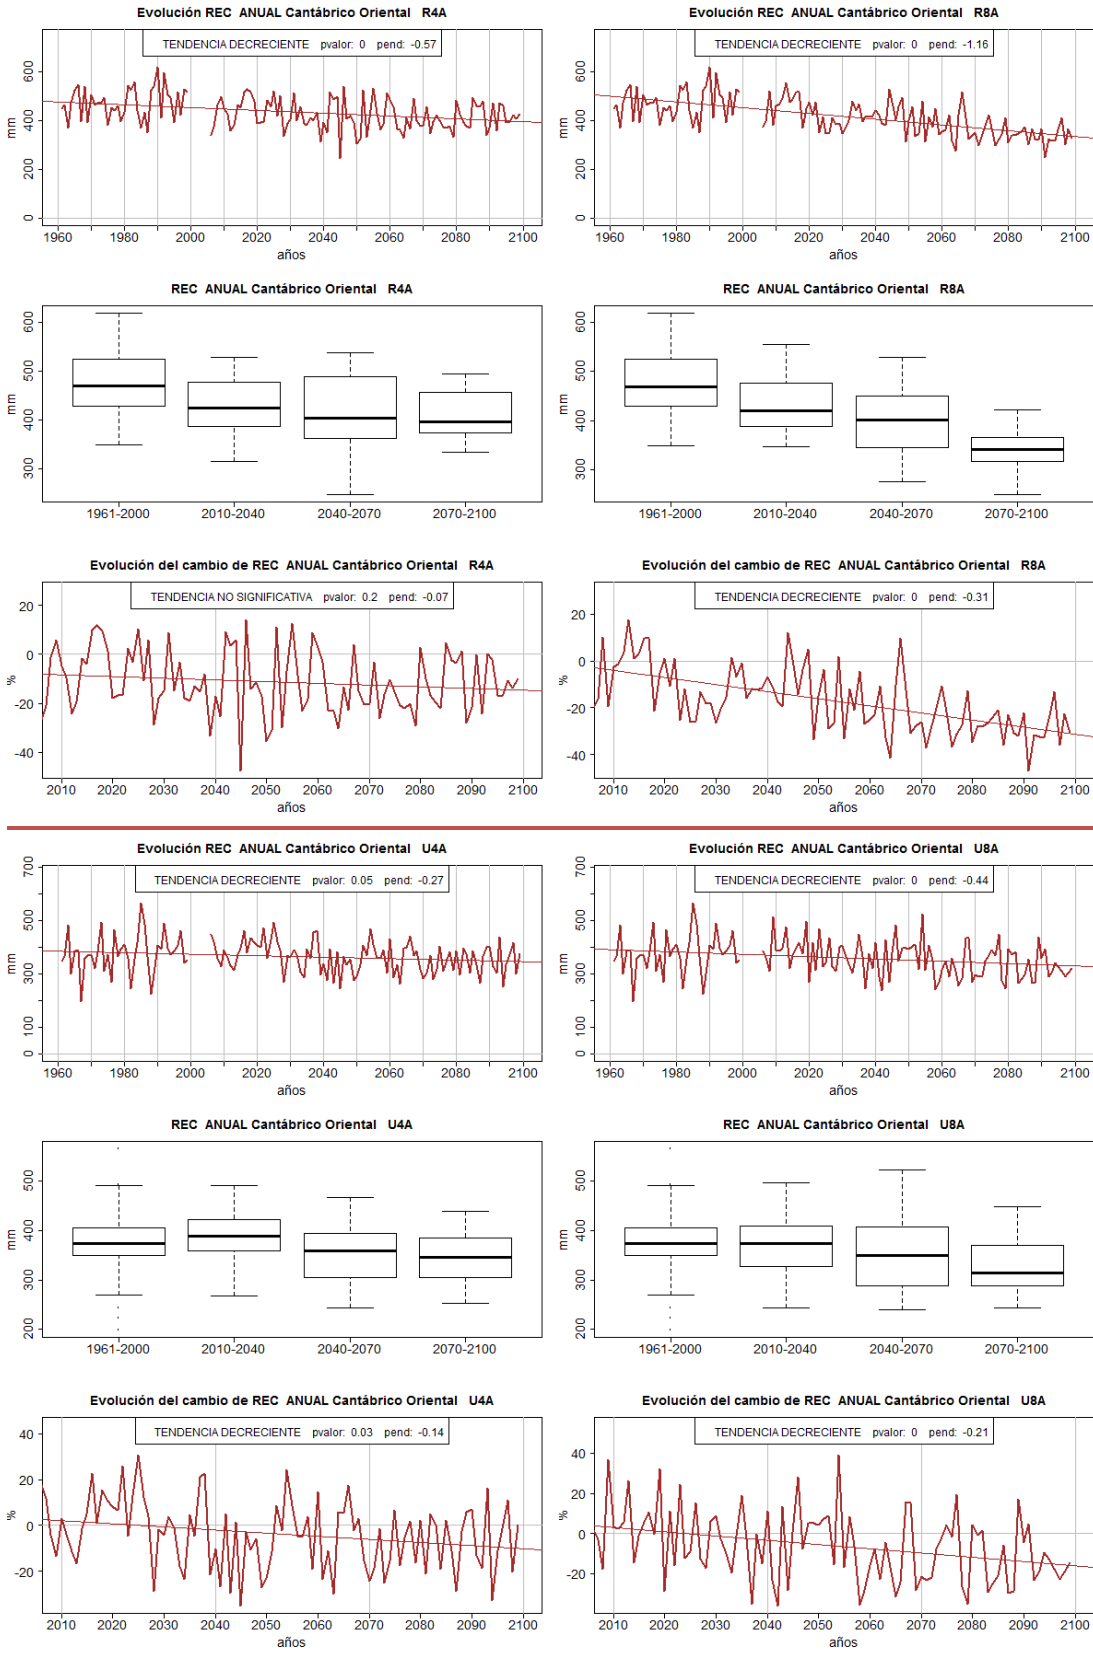 Evolución REC ANUAL Cantábrico Oriental R4A
TENDENCIA DECRECIENTE pvalor: 0 pend: -0.57
mm
600
400
200
0
1960 1980 2000 2020 2040 2060 2080 2100
años
Evolución REC ANUAL Cantábrico Oriental R8A
TENDENCIA DECRECIENTE pvalor: 0 pend: -1.16
mm
600
400
200
0
1960 1980 2000 2020 2040 2060 2080 2100
años
REC ANUAL Cantábrico Oriental R4A
mm
600
500
400
300
1961-2000 2010-2040 2040-2070 2070-2100
REC ANUAL Cantábrico Oriental R8A
mm
600
500
400
300
1961-2000 2010-2040 2040-2070 2070-2100
Evolución del cambio de REC ANUAL Cantábrico Oriental R4A
TENDENCIA NO SIGNIFICATIVA pvalor: 0.2 pend: -0.07
%
20
0
-20
-40
2010 2020 2030 2040 2050 2060 2070 2080 2090 2100
años
Evolución del cambio de REC ANUAL Cantábrico Oriental R8A
TENDENCIA DECRECIENTE pvalor: 0 pend: -0.31
%
20
0
-20
-40
2010 2020 2030 2040 2050 2060 2070 2080 2090 2100
años
Evolución REC ANUAL Cantábrico Oriental U4A
TENDENCIA DECRECIENTE pvalor: 0.05 pend: -0.27
mm
700
500
300
100
0
1960 1980 2000 2020 2040 2060 2080 2100
años
Evolución REC ANUAL Cantábrico Oriental U8A
TENDENCIA DECRECIENTE pvalor: 0 pend: -0.44
mm
700
500
300
100
0
1960 1980 2000 2020 2040 2060 2080 2100
años
REC ANUAL Cantábrico Oriental U4A
mm
500
400
300
200
1961-2000 2010-2040 2040-2070 2070-2100
REC ANUAL Cantábrico Oriental U8A
mm
500
400
300
200
1961-2000 2010-2040 2040-2070 2070-2100
Evolución del cambio de REC ANUAL Cantábrico Oriental U4A
TENDENCIA DECRECIENTE pvalor: 0.03 pend: -0.14
%
40
20
0
-20
2010 2020 2030 2040 2050 2060 2070 2080 2090 2100
años
Evolución del cambio de REC ANUAL Cantábrico Oriental U8A
TENDENCIA DECRECIENTE pvalor: 0 pend: -0.21
%
40
20
0
-20
2010 2020 2030 2040 2050 2060 2070 2080 2090 2100
años